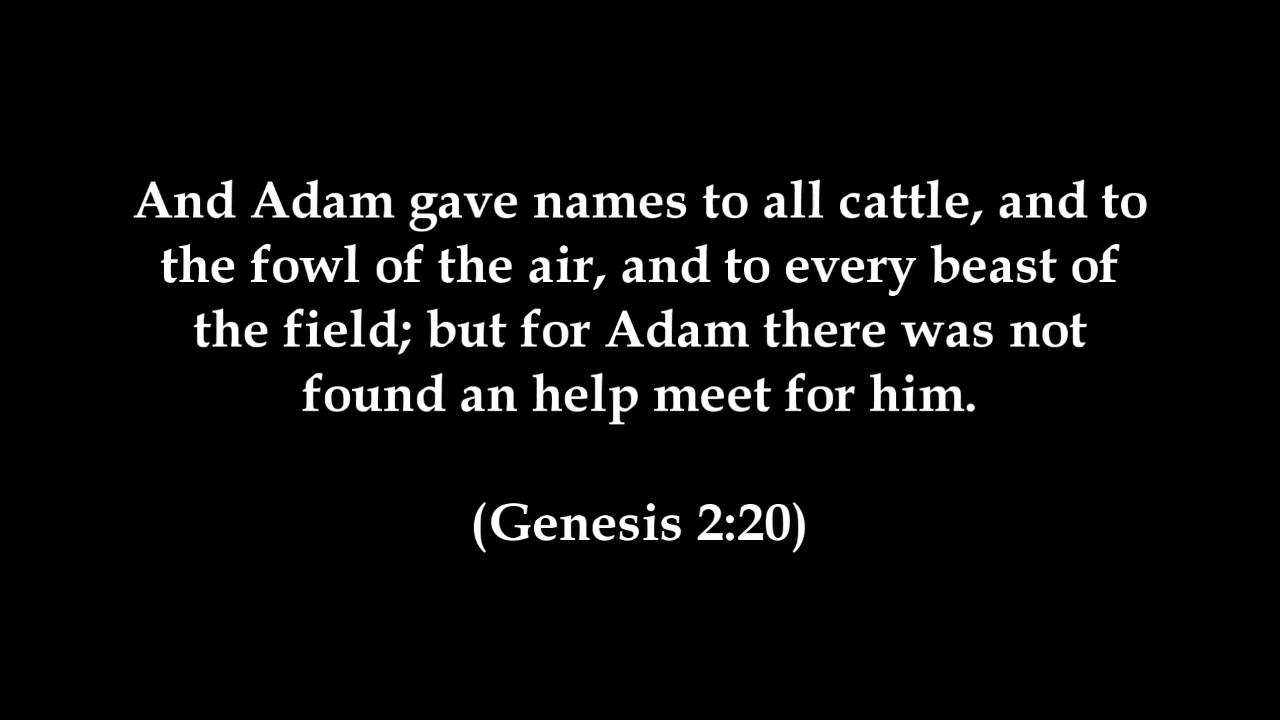 And Adam gave names to all cattle, and to
the fowl of the air, and to every beast of
the field; but for Adam there was not
found an help meet for him.
(Genesis 2:20)